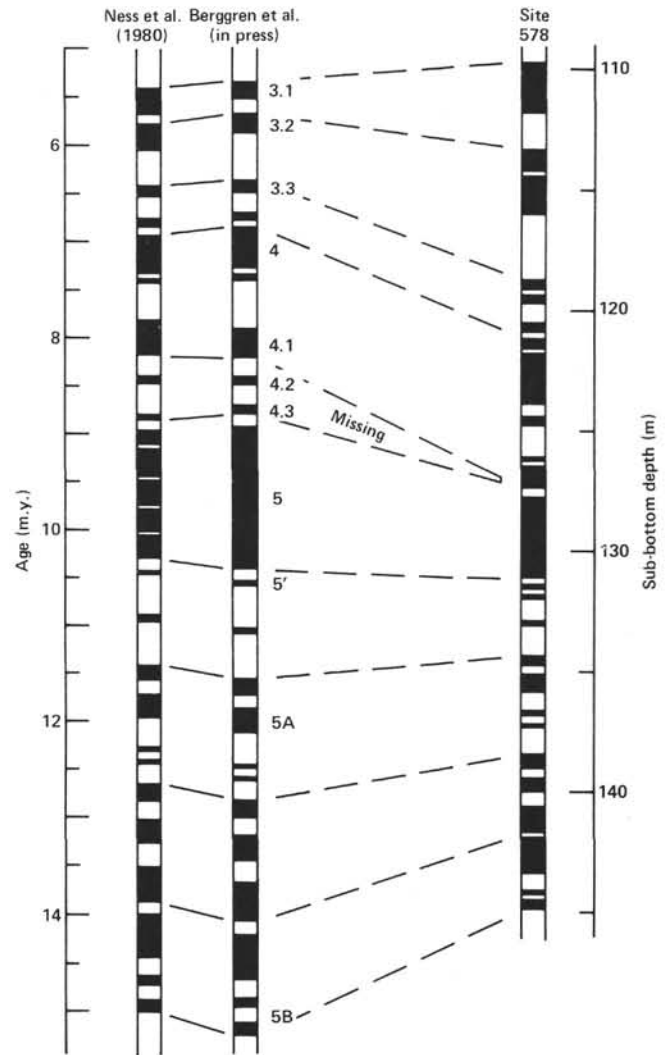 Ness et al.
(1980)
Berggren et al.
(in press)
Site
578
Age (m.y.)
6
8
10
12
14
3.1
3.2
3.3
4
4.1
4.2
4.3
5
5'
5A
5B
Missing
110
120
130
140
Sub-bottom depth (m)